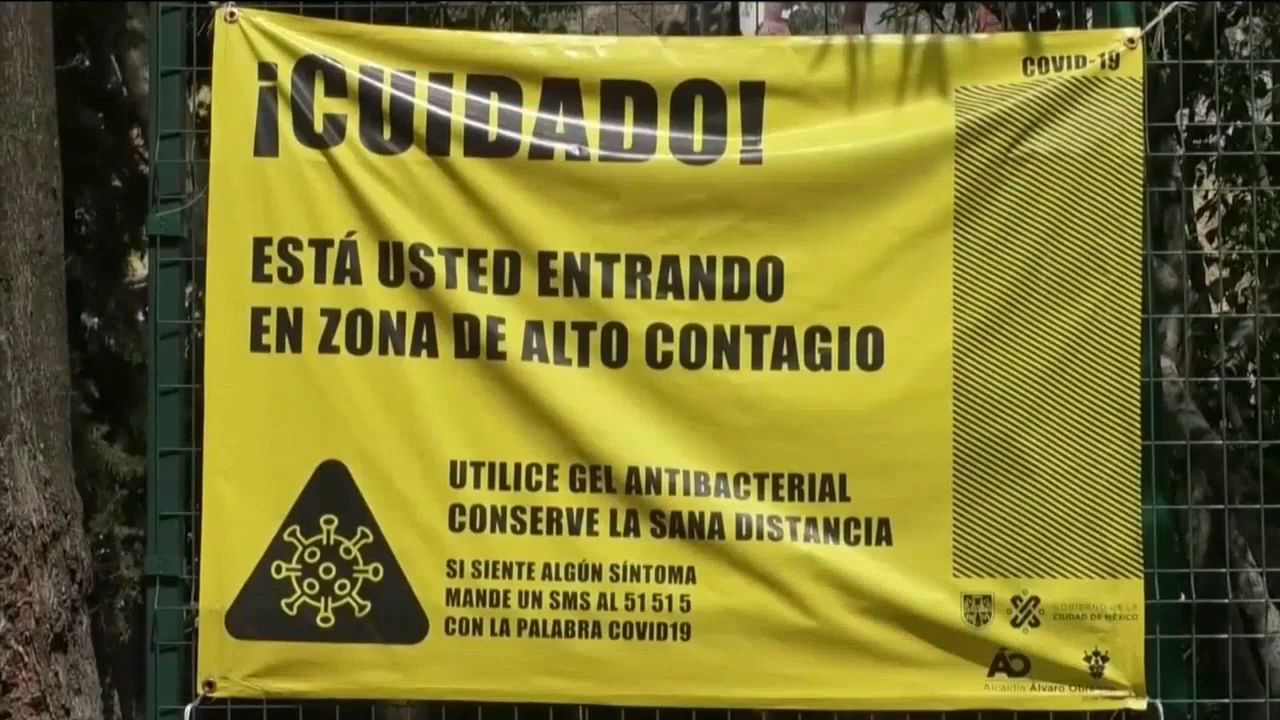 ¡CUIDADO!
COVID-19
ESTÁ USTED ENTRANDO
EN ZONA DE ALTO CONTAGIO
UTILICE GEL ANTIBACTERIAL
CONSERVE LA SANA DISTANCIA
SI SIENTE ALGÚN SÍNTOMA
MANDE UN SMS AL 51 51 5
CON LA PALABRA COVID19
GOBIERNO DE LA
CIUDAD DE MÉXICO
ÁO
Alcaldía Álvaro